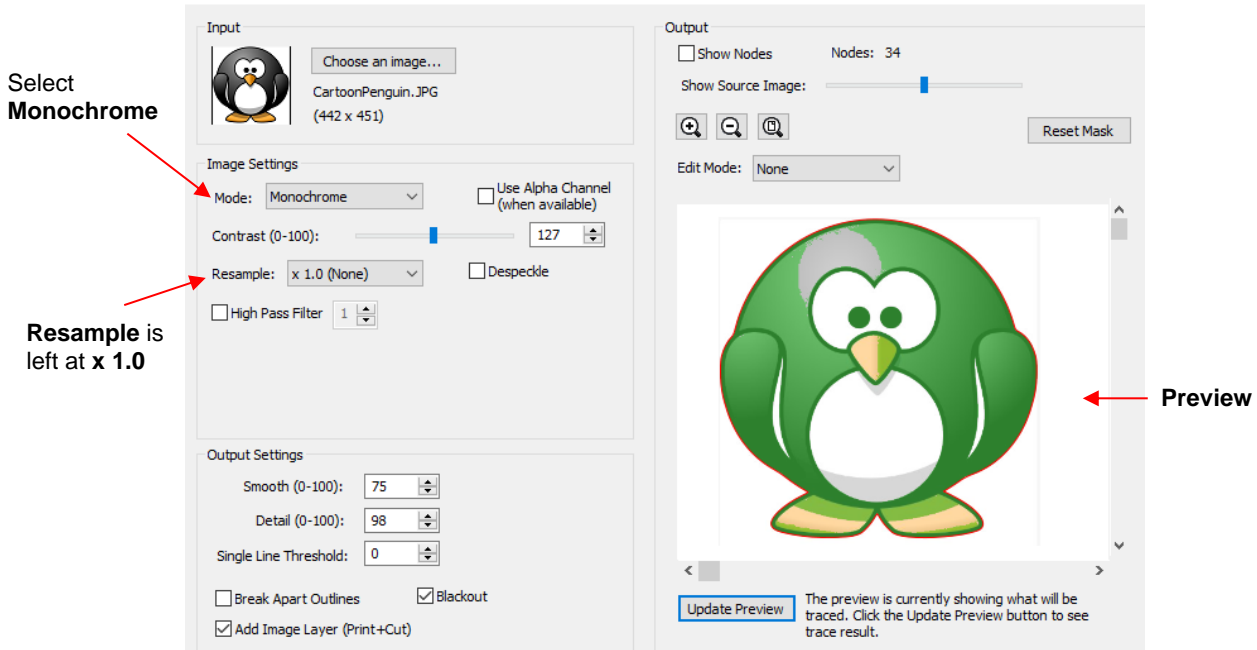 Select
Monochrome
Resample is
left at x 1.0
Input
Choose an image...
CartoonPenguin.JPG
(442 x 451)
Image Settings
Mode: Monochrome
Use Alpha Channel
(when available)
Contrast (0-100): 127
Resample: x 1.0 (None) Despeckle
High Pass Filter 1
Output Settings
Smooth (0-100): 75
Detail (0-100): 98
Single Line Threshold: 0
Break Apart Outlines Blackout
Add Image Layer (Print+Cut)
Output
Show Nodes Nodes: 34
Show Source Image:
Reset Mask
Edit Mode: None
Update Preview
The preview is currently showing what will be
traced. Click the Update Preview button to see
trace result.
Preview